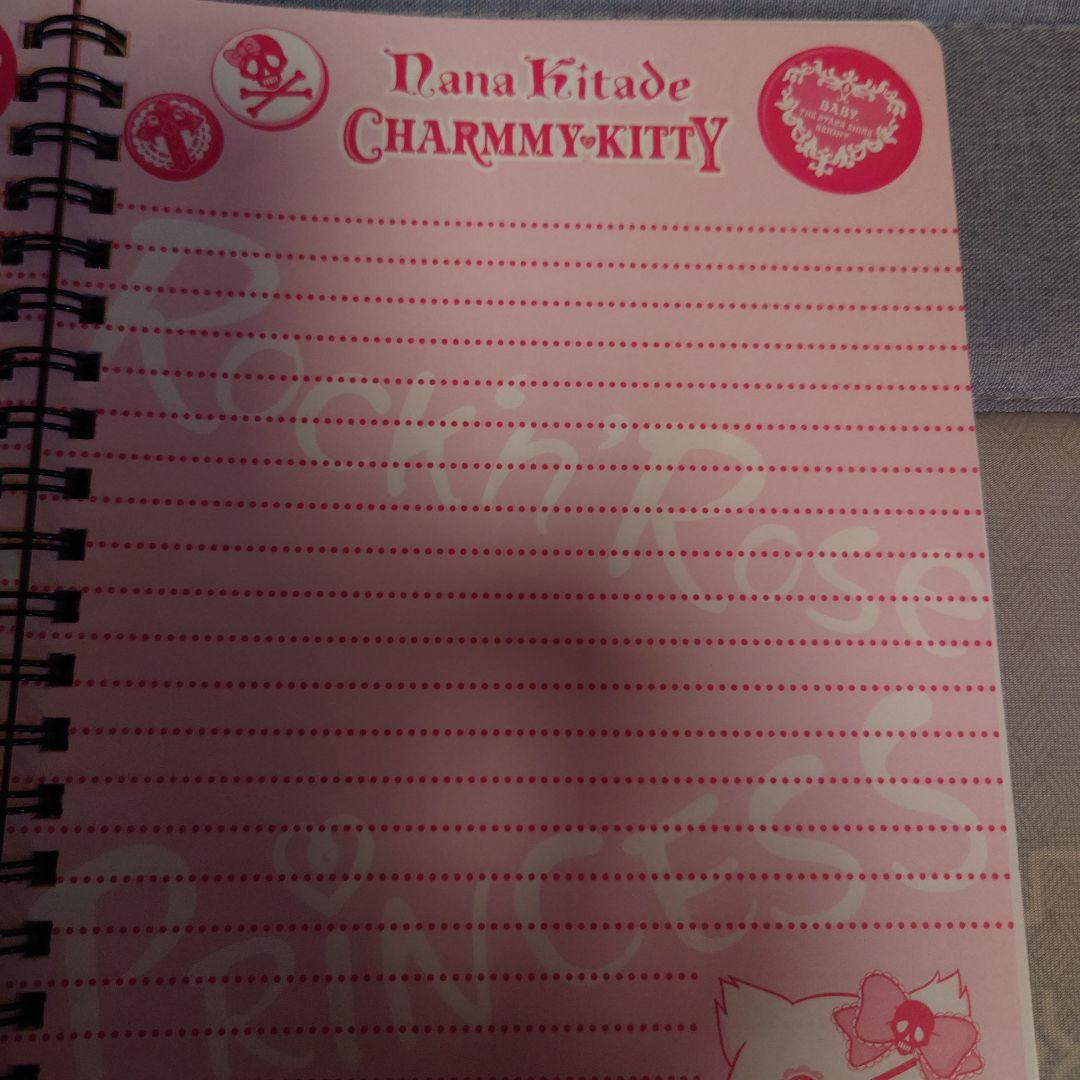 Nana Kitade
CHARMMY KITTY
BABY,
THE STARS SHINE
BRIGHT
Rock'n' Rose
PRiNCESS